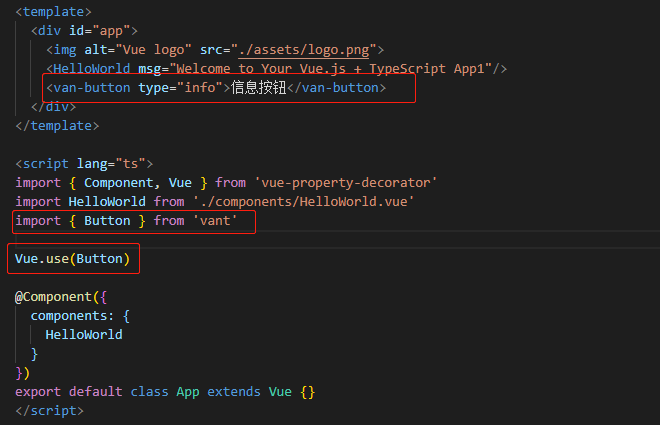 <template>
<div id="app">
<img alt="Vue logo" src="./assets/logo.png">
<HelloWorld msg="Welcome to Your Vue.js + TypeScript App1"/>
<van-button type="info">信息按钮</van-button>
</div>
</template>
<script lang="ts">
import { Component, Vue } from 'vue-property-decorator'
import HelloWorld from './components/HelloWorld.vue'
import { Button } from 'vant'
Vue.use(Button)
@Component({
components: {
HelloWorld
}
})
export default class App extends Vue {}
</script>